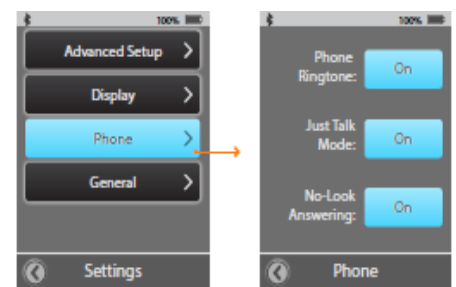 100%
Advanced Setup
Display
Phone
General
Settings
100%
Phone
Ringtone:
On
Just Talk
Mode:
On
No-Look
Answering:
On
Phone